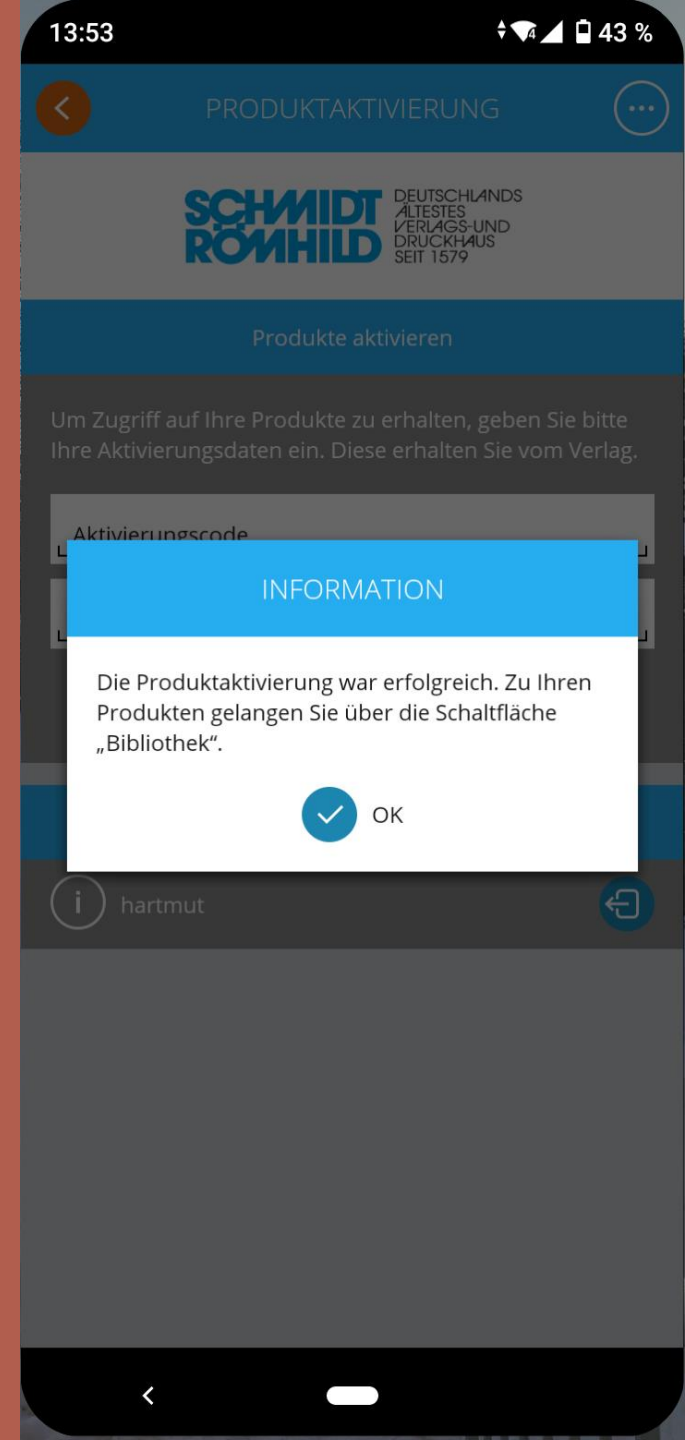 13:53
4
43 %
PRODUKTAKTIVIERUNG
SCHMIDT
RÖMHILD
DEUTSCHLANDS
ÄLTESTES
VERLAGS-UND
DRUCKHAUS
SEIT 1579
Produkte aktivieren
Um Zugriff auf Ihre Produkte zu erhalten, geben Sie bitte
Ihre Aktivierungsdaten ein. Diese erhalten Sie vom Verlag.
Aktivierungscode
INFORMATION
Die Produktaktivierung war erfolgreich. Zu Ihren
Produkten gelangen Sie über die Schaltfläche
„Bibliothek“.
OK
i
hartmut